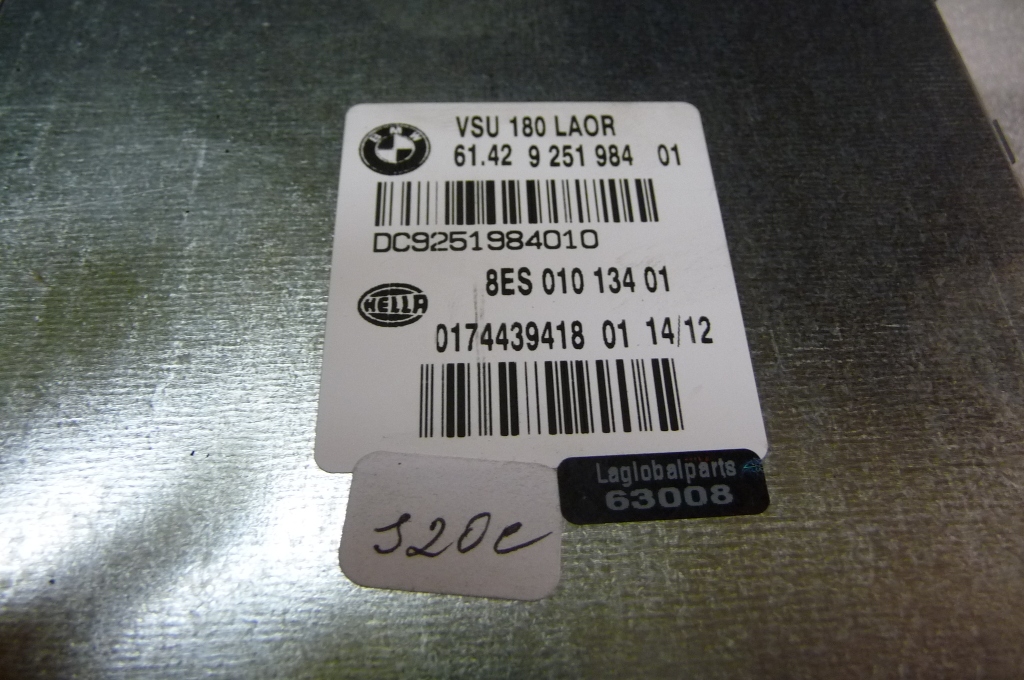 BMW
VSU 180 LAOR
61.42 9 251 984 01
DC9251984010
8ES 010 134 01
HELLA
0174439418 01 14/12
Laglobalparts
63008